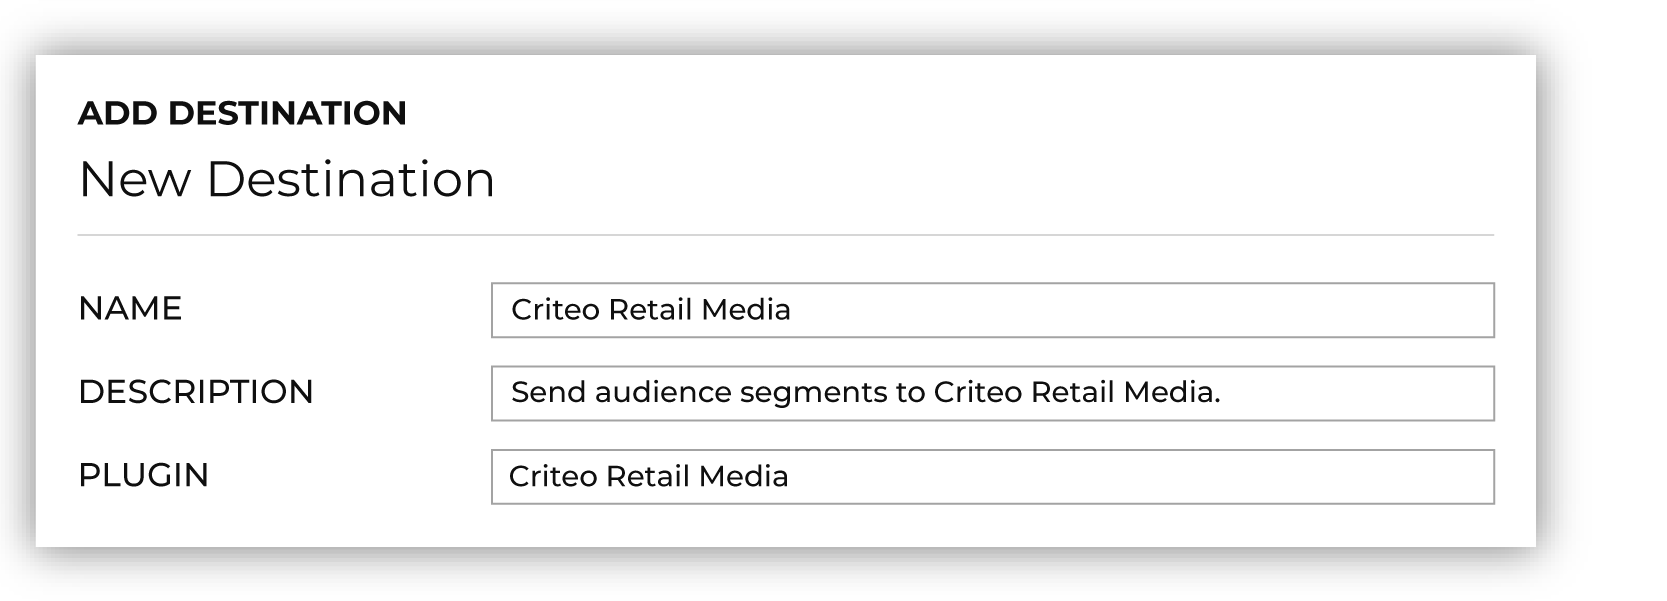 ADD DESTINATION
New Destination
NAME
Criteo Retail Media
DESCRIPTION
Send audience segments to Criteo Retail Media.
PLUGIN
Criteo Retail Media